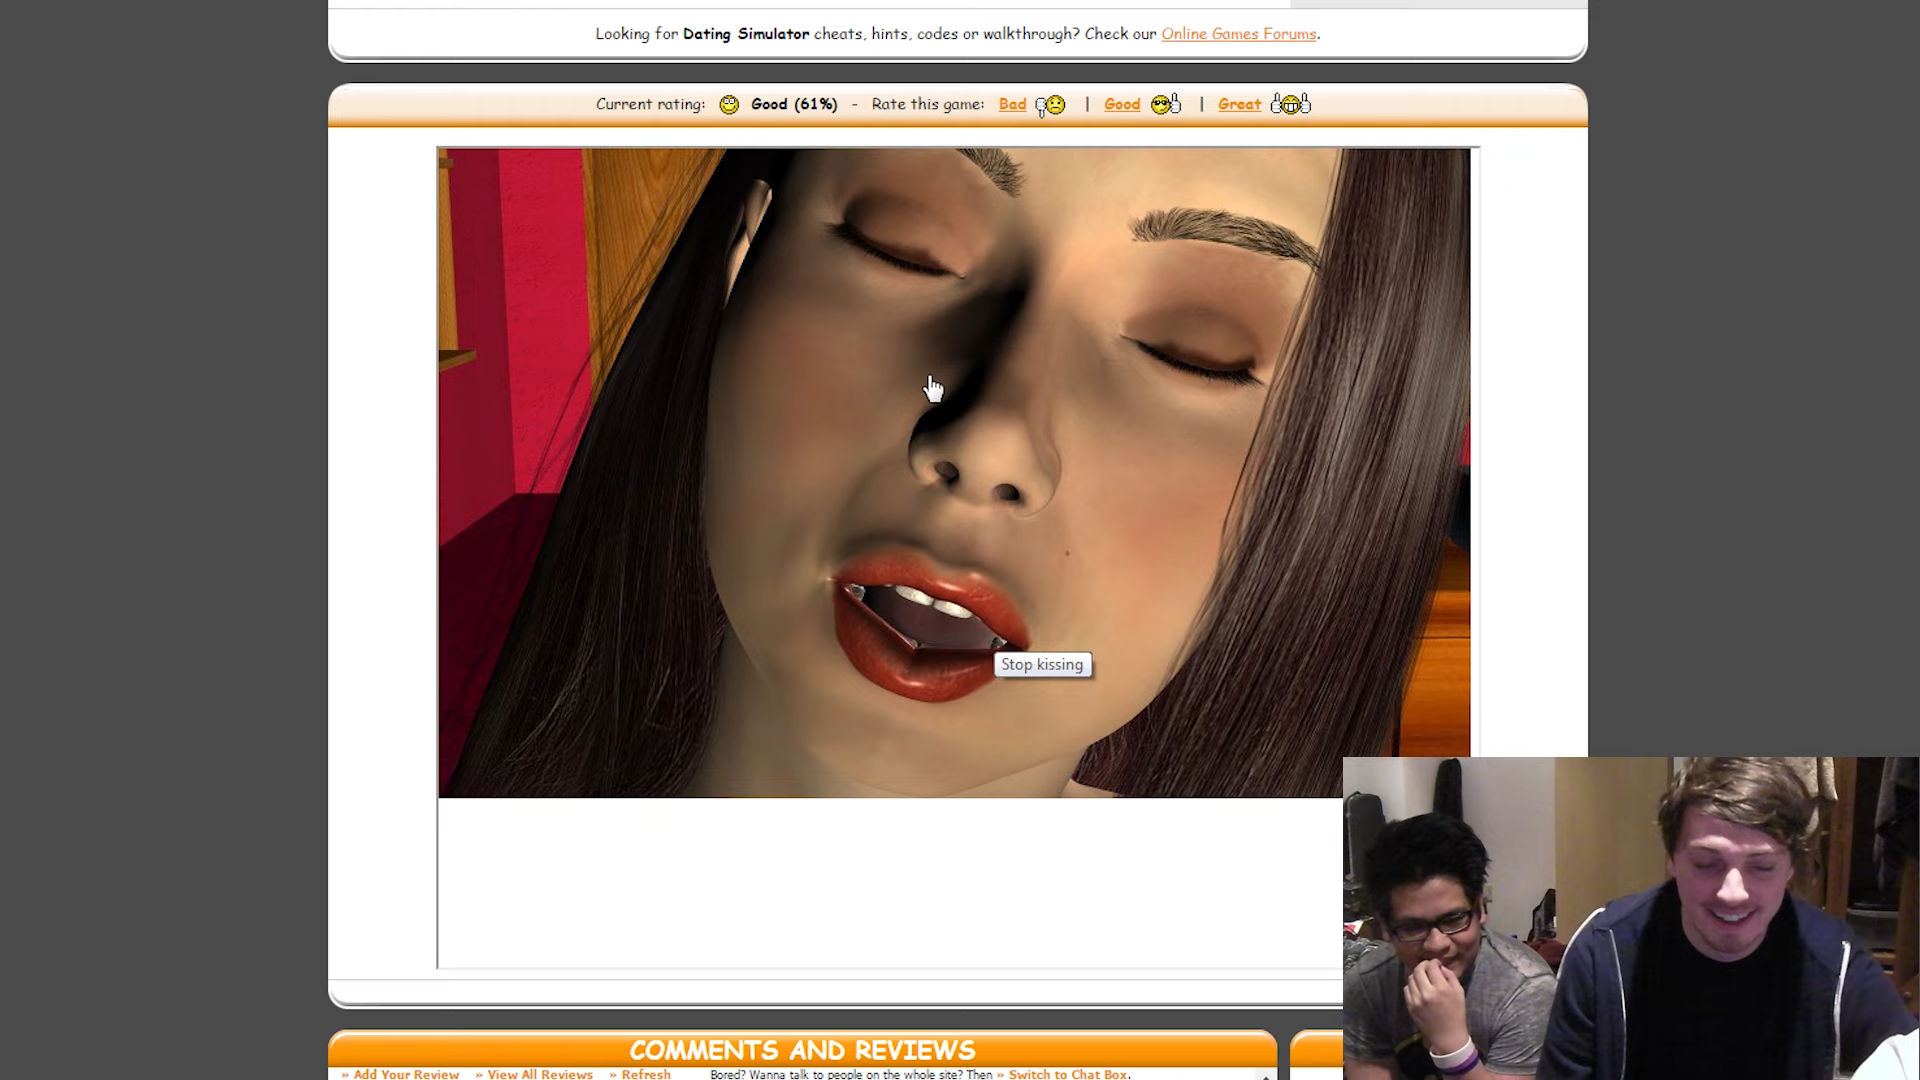 Looking for Dating Simulator cheats, hints, codes or walkthrough? Check our Online Games Forums.
Current rating: Good (61%) - Rate this game: Bad | Good | Great
Stop kissing
COMMENTS AND REVIEWS
» Add Your Review » View All Reviews » Refresh Bored? Wanna talk to people on the whole site? Then » Switch to Chat Box.